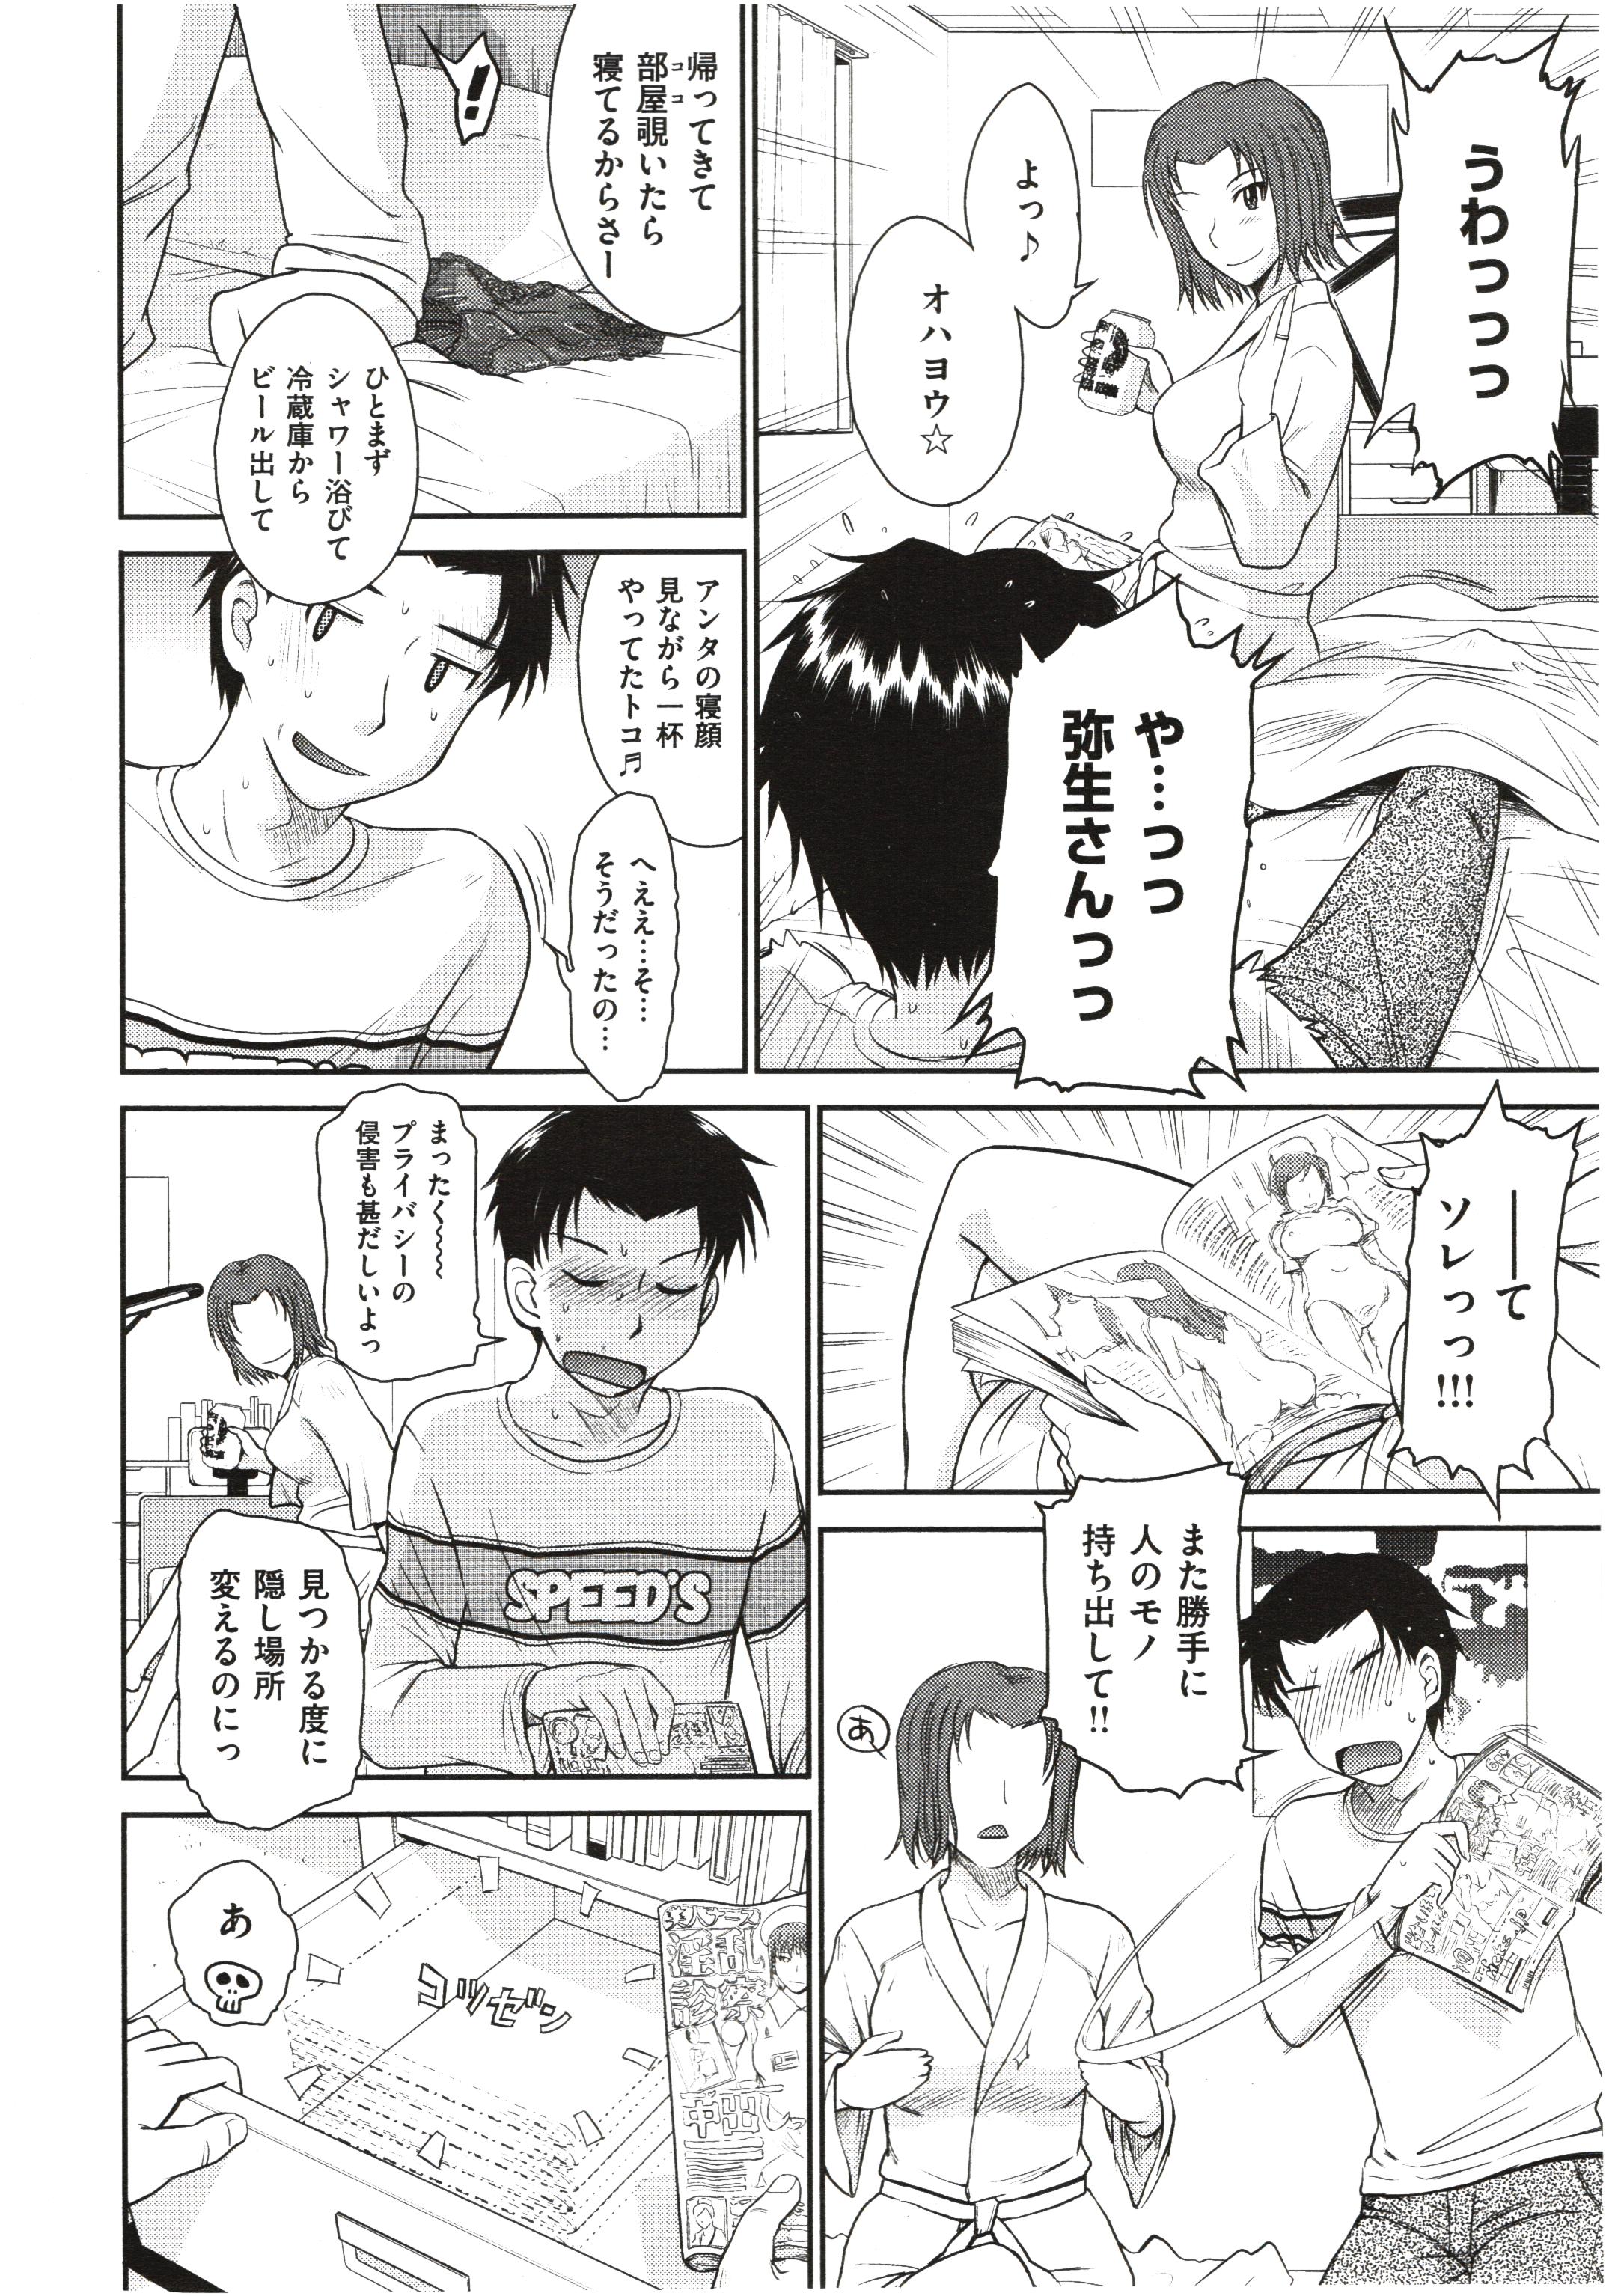 うわっっっ
よっ♪
オハヨウ☆
や…っっ
弥生さんっっ
帰ってきて
部屋覗いたら
ココ
寝てるからさー
!
ひとまず
シャワー浴びて
冷蔵庫から
ビール出して
アンタの寝顔
見ながら一杯
やってたトコ♬
へええ…そ…
そうだったの…
──て
ソレっっ!!!
また勝手に
人のモノ
持ち出して!!
あ
まったく〜〜〜
プライバシーの
侵害も甚だしいよっ
SPEED'S
見つかる度に
隠し場所
変えるのにっ
あ
コツゼン
美人ナース
淫乱
診察
中出し